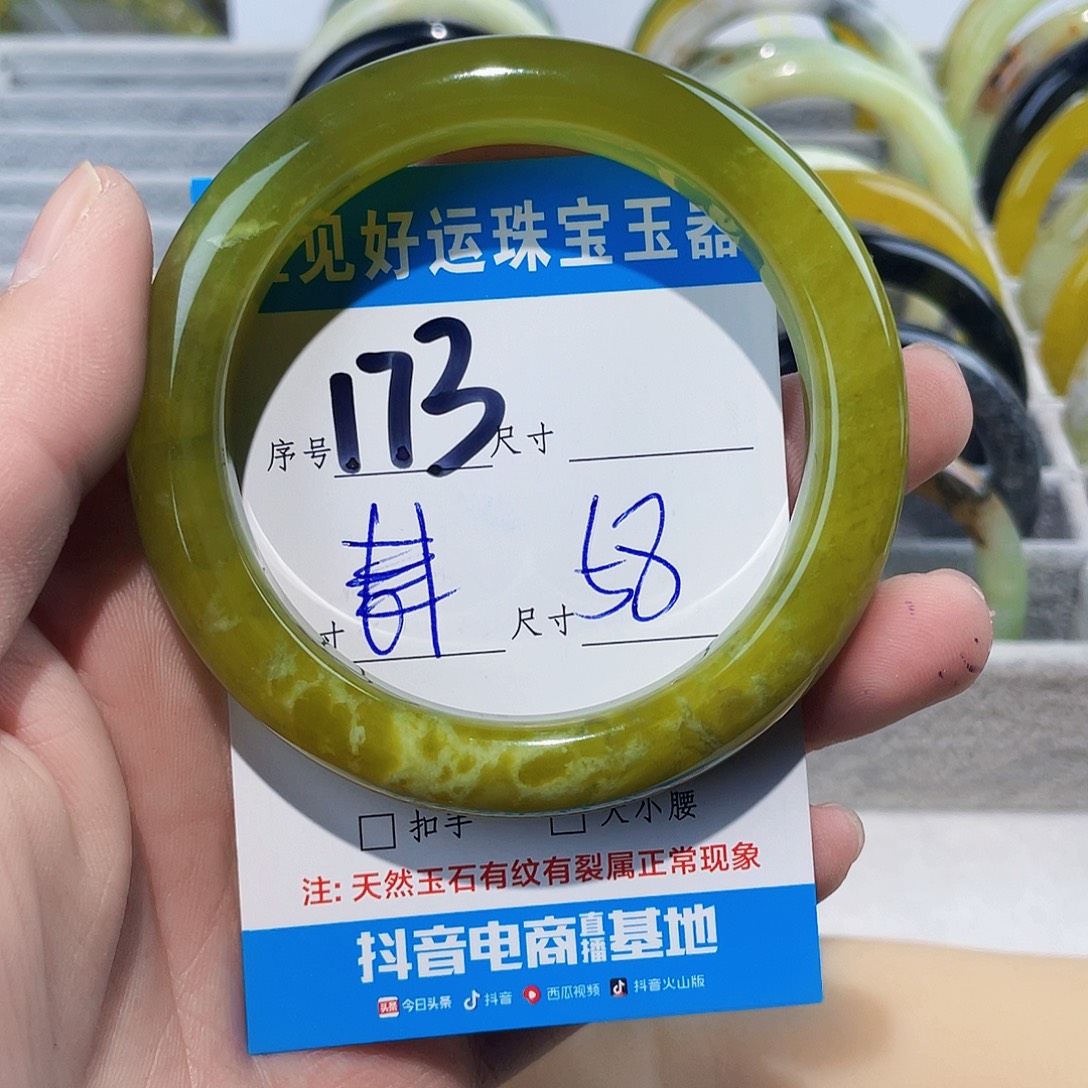 见好运珠宝玉器
序号 173 尺寸
寸 尺寸 58
扣手 大小腰
注: 天然玉石有纹有裂属正常现象
抖音电商直播基地
头条 今日头条 抖音 西瓜视频 抖音火山版